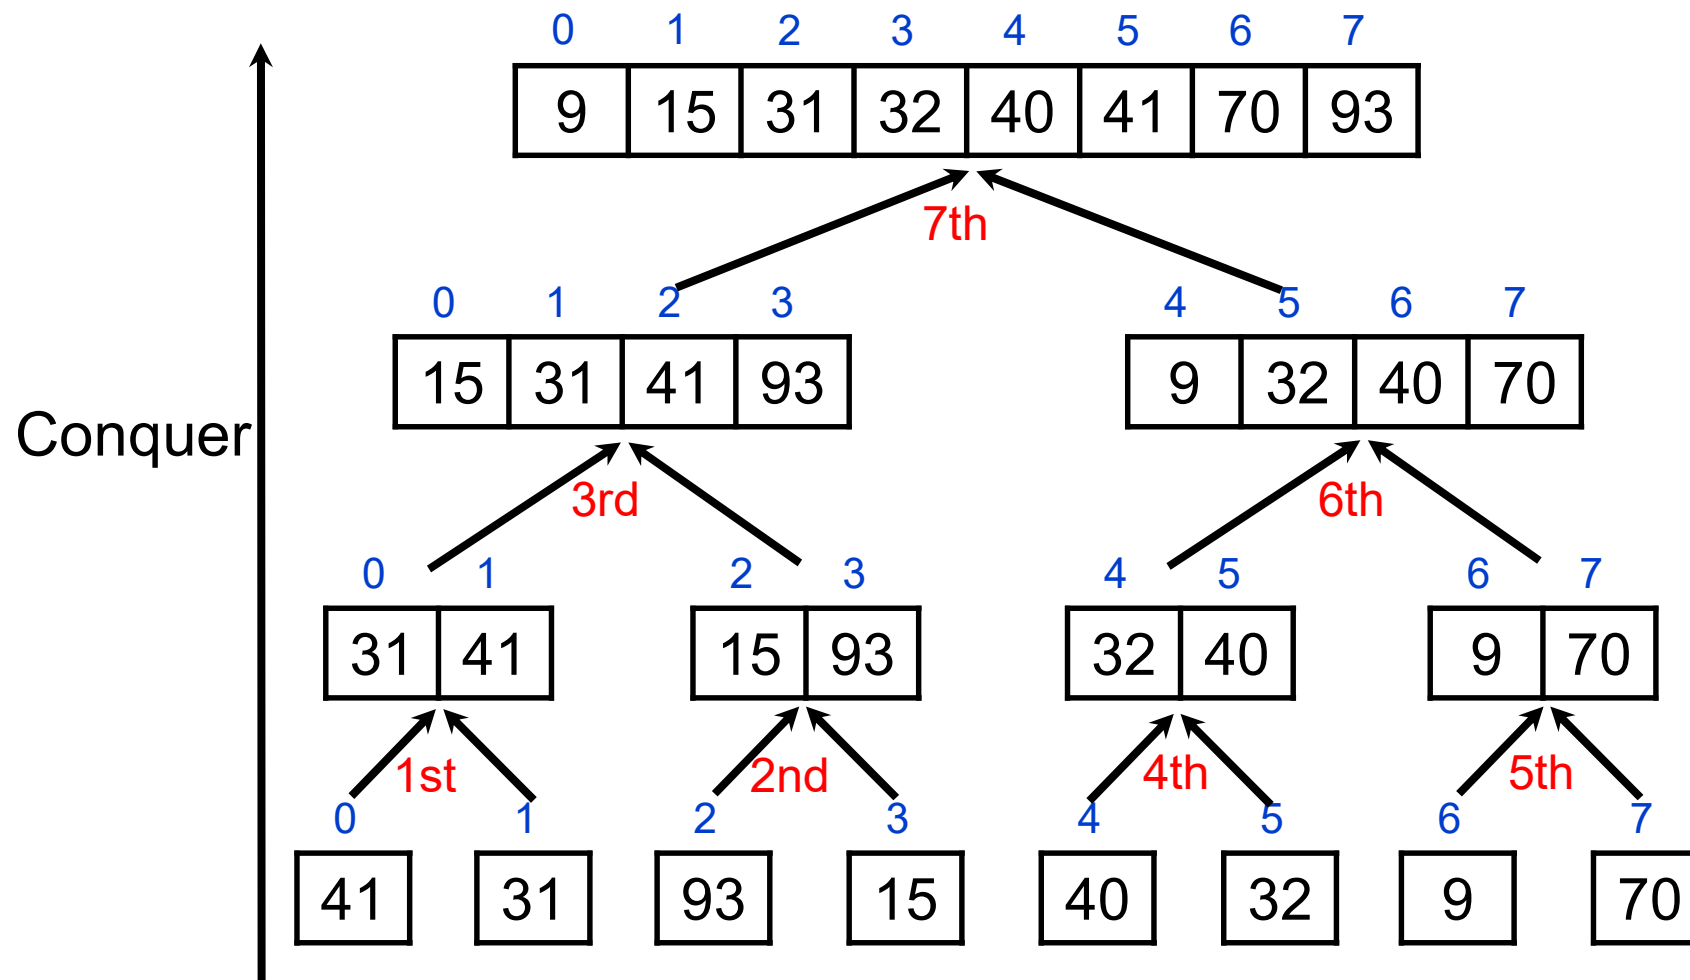 0 1 2 3 4 5 6 7
9 15 31 32 40 41 70 93
7th
0 1 2 3 4 5 6 7
15 31 41 93 9 32 40 70
Conquer
3rd 6th
0 1 2 3 4 5 6 7
31 41 15 93 32 40 9 70
1st 2nd 4th 5th
0 1 2 3 4 5 6 7
41 31 93 15 40 32 9 70